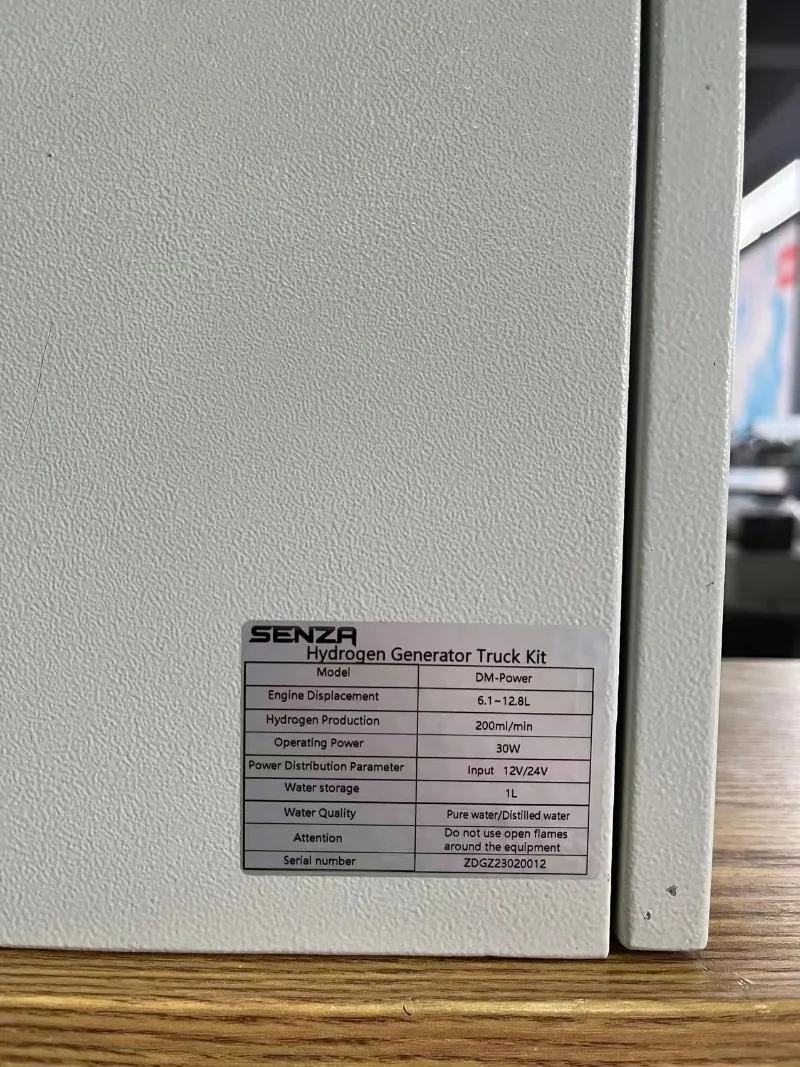 SENZA
Hydrogen Generator Truck Kit
Model DM-Power
Engine Displacement 6.1~12.8L
Hydrogen Production 200ml/min
Operating Power 30W
Power Distribution Parameter Input 12V/24V
Water storage 1L
Water Quality Pure water/Distilled water
Attention Do not use open flames
around the equipment
Serial number ZDGZ23020012